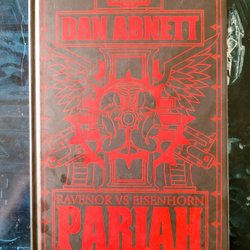 DAN ABNETT
RAVENOR VS EISENHORN
PARIAH